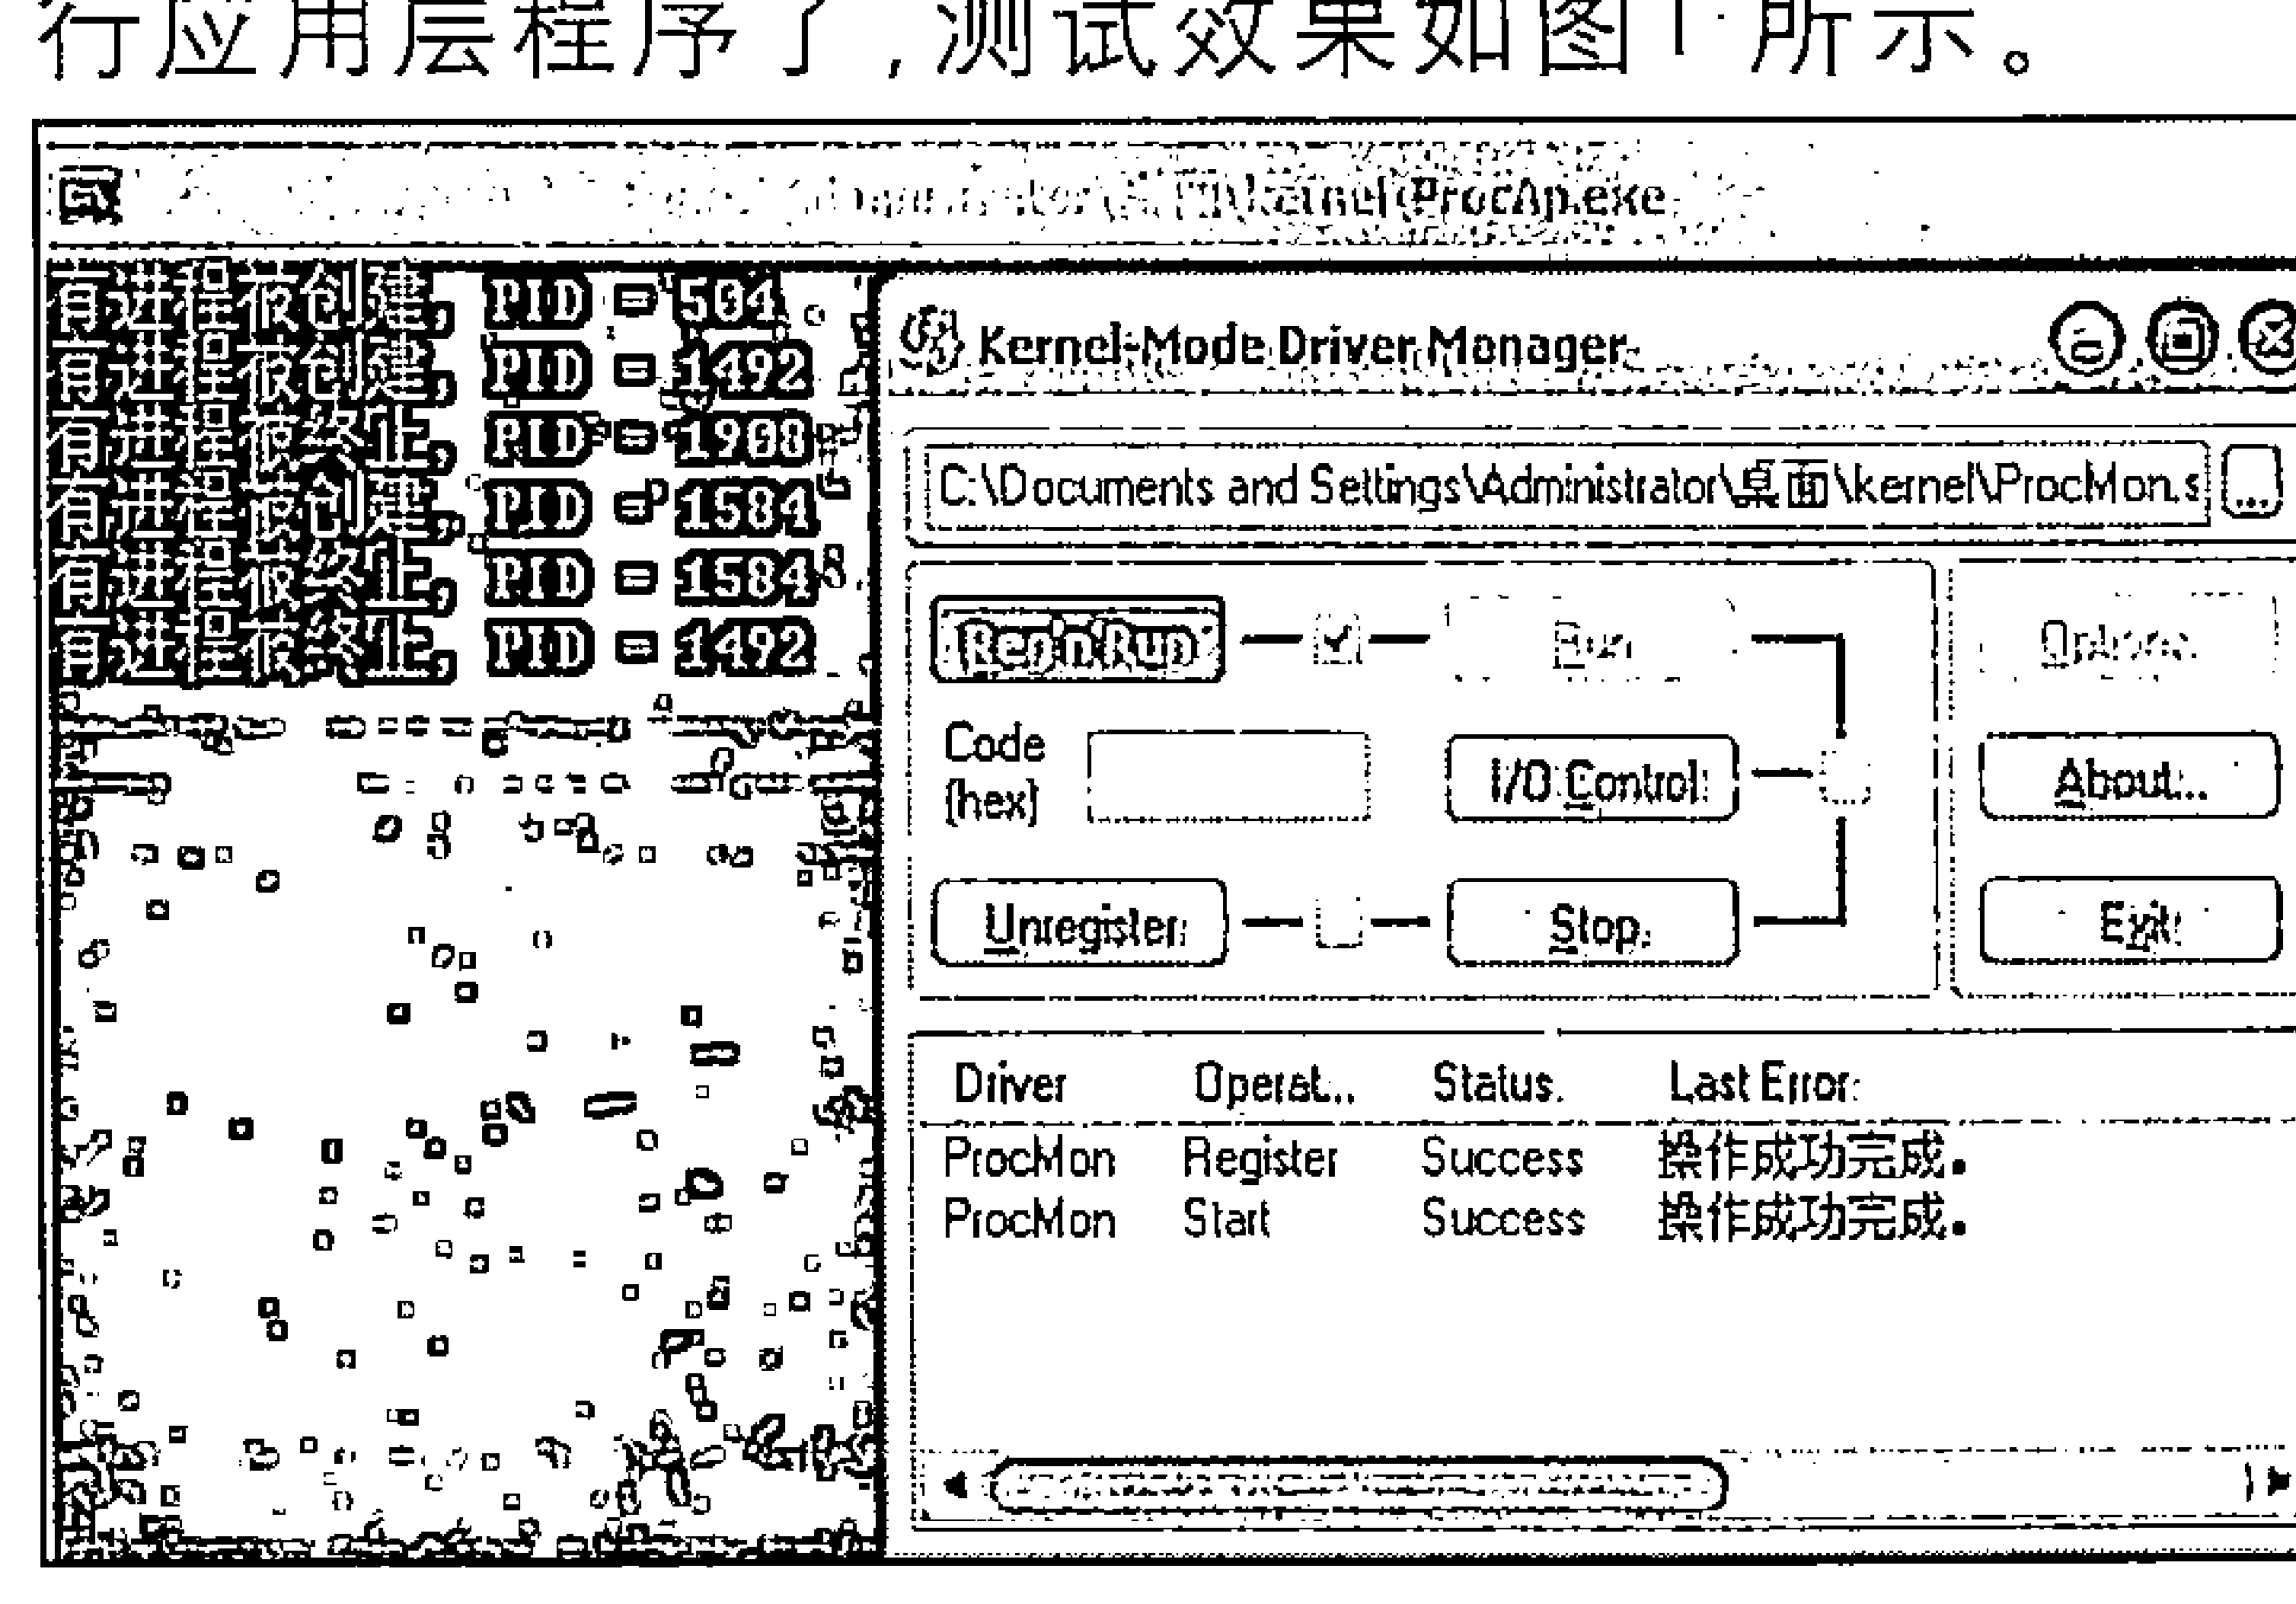 行应用层程序了,测试效果如图1所示。
\kernel\ProcAp.exe
有进程被创建, PID = 504
有进程被创建, PID = 1492
有进程被终止, PID = 1908
有进程被创建, PID = 1584
有进程被终止, PID = 1584
有进程被终止, PID = 1492
Kernel-Mode Driver Manager
C:\Documents and Settings\Administrator\桌面\kernel\ProcMon.s ...
Reg'n'Run Run
Code (hex) I/O Control About...
Unregister Stop Exit
Driver Operat... Status Last Error
ProcMon Register Success 操作成功完成。
ProcMon Start Success 操作成功完成。